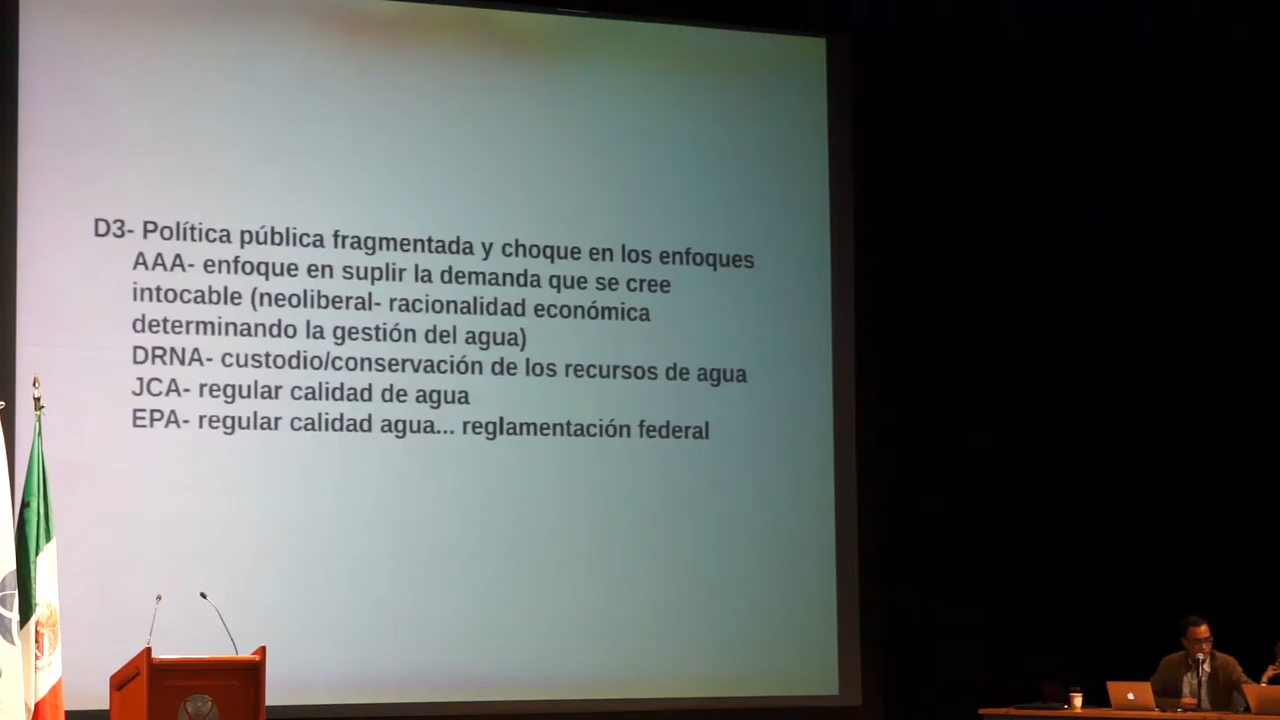 D3- Política pública fragmentada y choque en los enfoques
AAA- enfoque en suplir la demanda que se cree
intocable (neoliberal- racionalidad económica
determinando la gestión del agua)
DRNA- custodio/conservación de los recursos de agua
JCA- regular calidad de agua
EPA- regular calidad agua... reglamentación federal